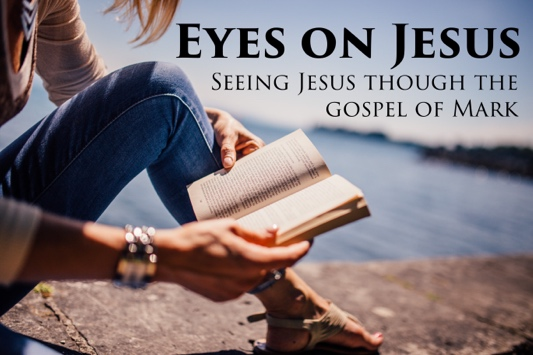 Eyes on Jesus
Seeing Jesus though the
gospel of Mark